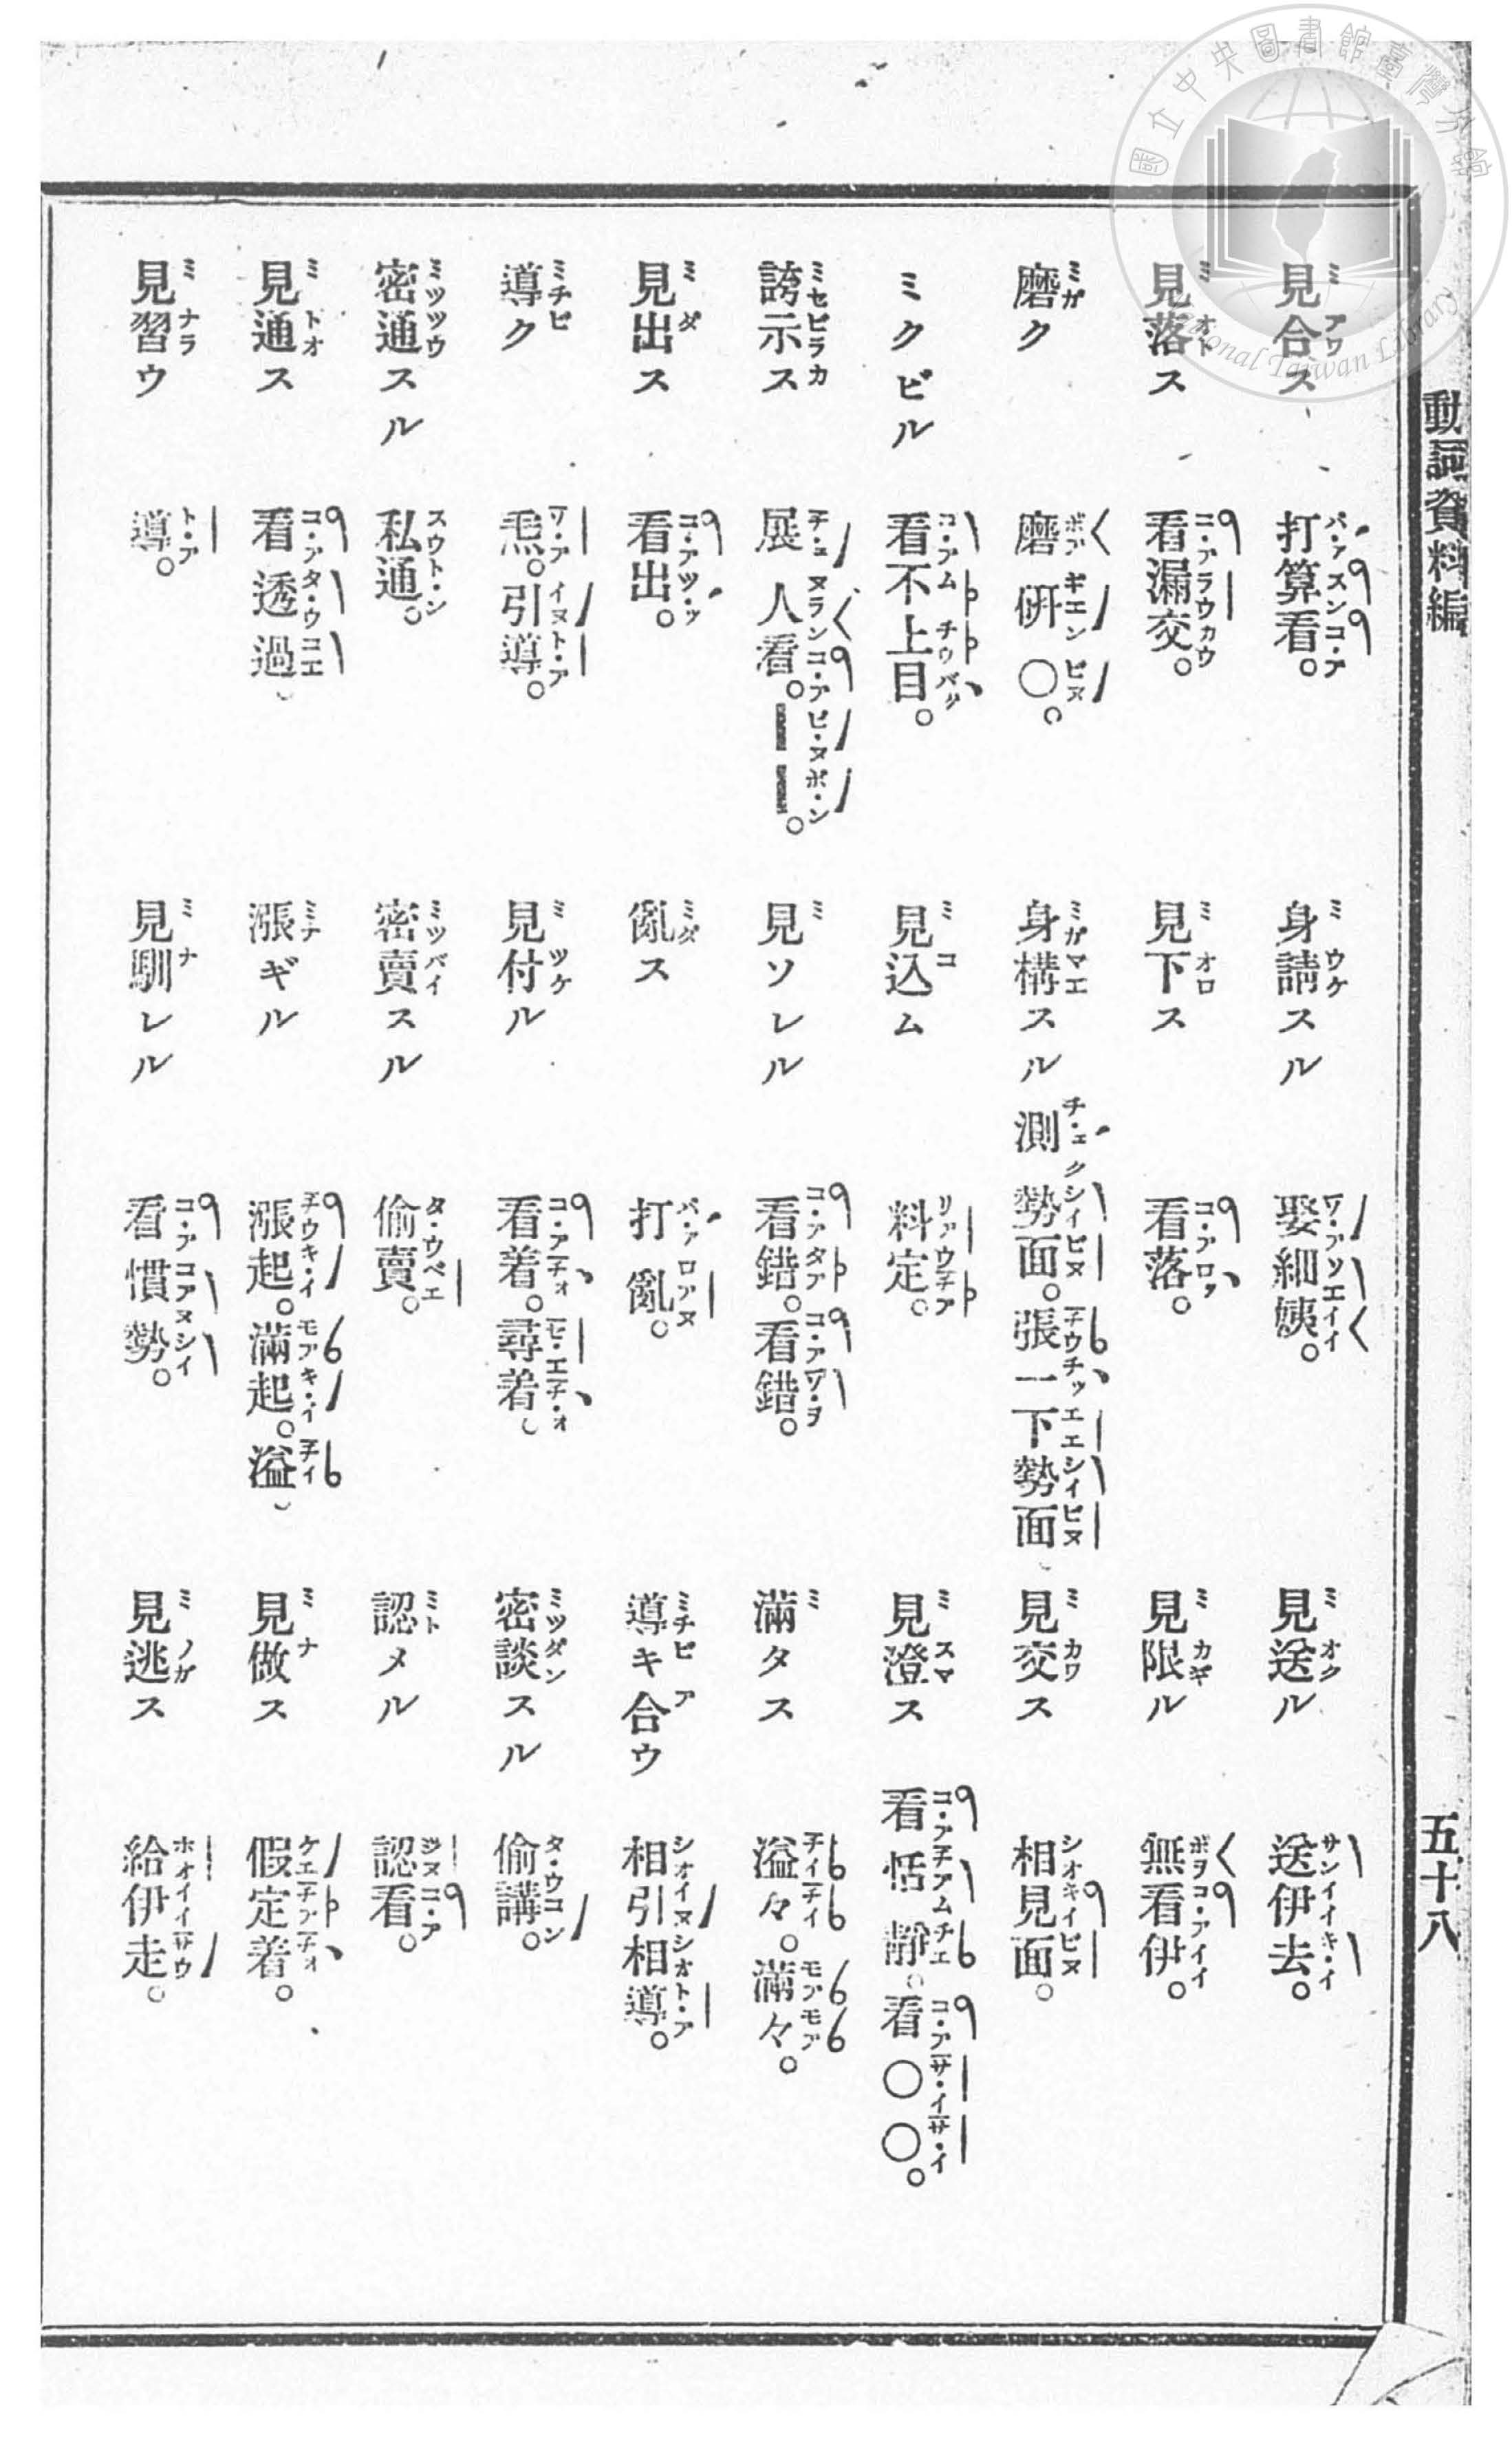 動詞資料編
五十八
見合ス 打算看。 身請スル 娶細姨。 見送ル 送伊去。
見落ス 看漏交。 見下ス 看落。 見限ル 無看伊。
磨ク 磨研〇。 身構スル 測勢面。張一下勢面。 見交ス 相見面。
ミクビル 看不上目。 見込ム 料定。 見澄ス 看恬靜。看〇〇。
誇示ス 展人看。━━。 見ソレル 看錯。看錯。 滿タス 溢々。滿々。
見出ス 看出。 亂ス 打亂。 導キ合ウ 相引相導。
導ク 引導。 見付ル 看着。尋着。 密談スル 偷講。
密通スル 私通。 密賣スル 偷賣。 認メル 認看。
見通ス 看透過。 漲ギル 漲起。滿起。溢。 見做ス 假定着。
見習ウ 導。 見馴レル 看慣勢。 見逃ス 給伊走。
國立中央圖書館臺灣分館
National Taiwan Library